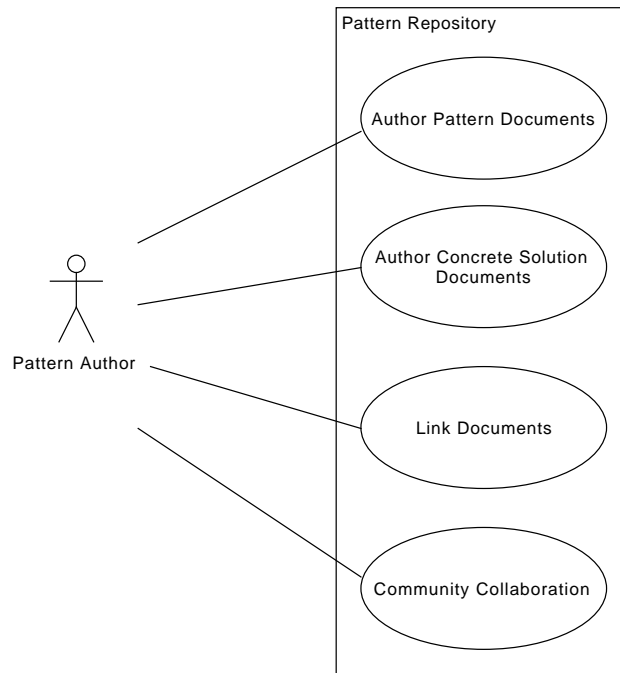 Pattern Repository
Author Pattern Documents
Author Concrete Solution
Documents
Pattern Author
Link Documents
Community Collaboration